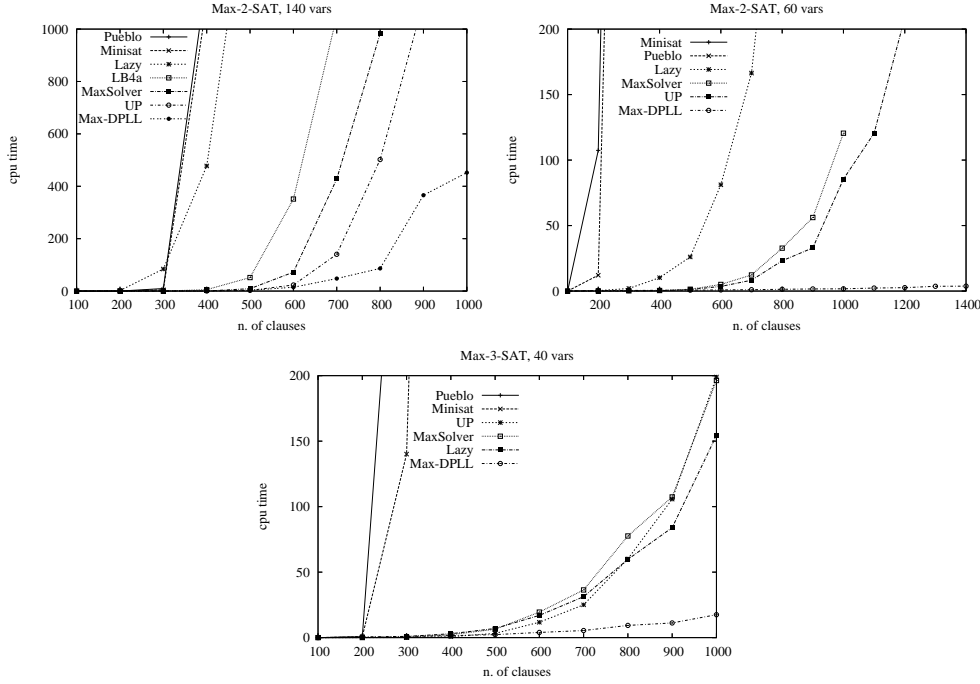 Max-2-SAT, 140 vars
1000
800
600
400
200
0
cpu time
Pueblo
Minisat
Lazy
LB4a
MaxSolver
UP
Max-DPLL
100 200 300 400 500 600 700 800 900 1000
n. of clauses
Max-2-SAT, 60 vars
200
150
100
50
0
cpu time
Minisat
Pueblo
Lazy
MaxSolver
UP
Max-DPLL
200 400 600 800 1000 1200 1400
n. of clauses
Max-3-SAT, 40 vars
200
150
100
50
0
cpu time
Pueblo
Minisat
UP
MaxSolver
Lazy
Max-DPLL
100 200 300 400 500 600 700 800 900 1000
n. of clauses